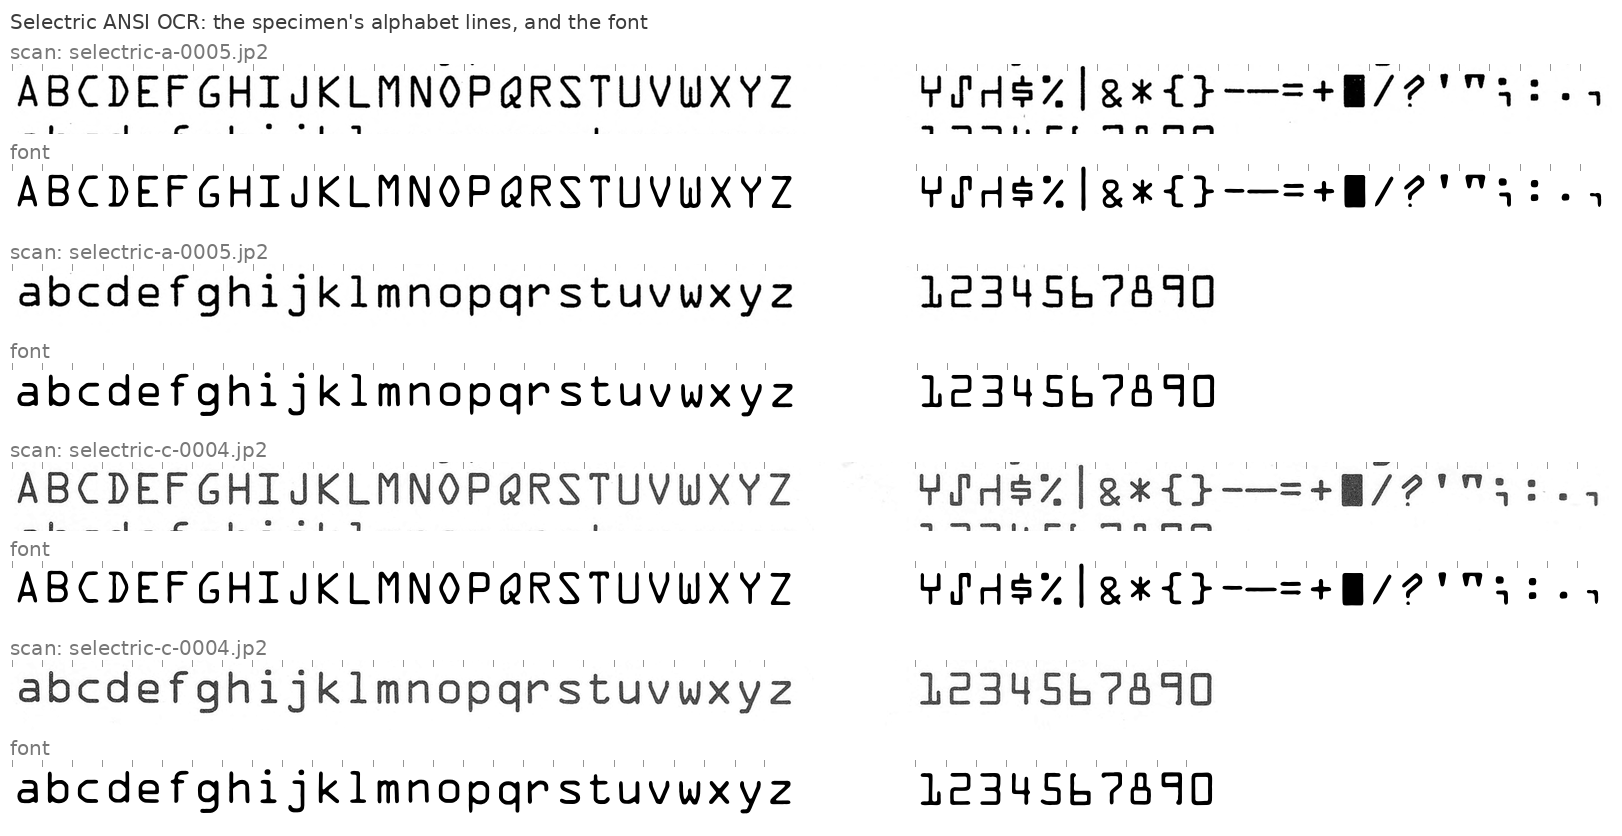 Selectric ANSI OCR: the specimen's alphabet lines, and the font
scan: selectric-a-0005.jp2
ABCDEFGHIJKLMNOPQRSTUVWXYZ ⑂⑀⑁$%|&*{}-—=+█/?'";:.,
font
ABCDEFGHIJKLMNOPQRSTUVWXYZ ⑂⑀⑁$%|&*{}-—=+█/?'";:.,
scan: selectric-a-0005.jp2
abcdefghijklmnopqrstuvwxyz 1234567890
font
abcdefghijklmnopqrstuvwxyz 1234567890
scan: selectric-c-0004.jp2
ABCDEFGHIJKLMNOPQRSTUVWXYZ ⑂⑀⑁$%|&*{}-—=+█/?'";:.,
font
ABCDEFGHIJKLMNOPQRSTUVWXYZ ⑂⑀⑁$%|&*{}-—=+█/?'";:.,
scan: selectric-c-0004.jp2
abcdefghijklmnopqrstuvwxyz 1234567890
font
abcdefghijklmnopqrstuvwxyz 1234567890